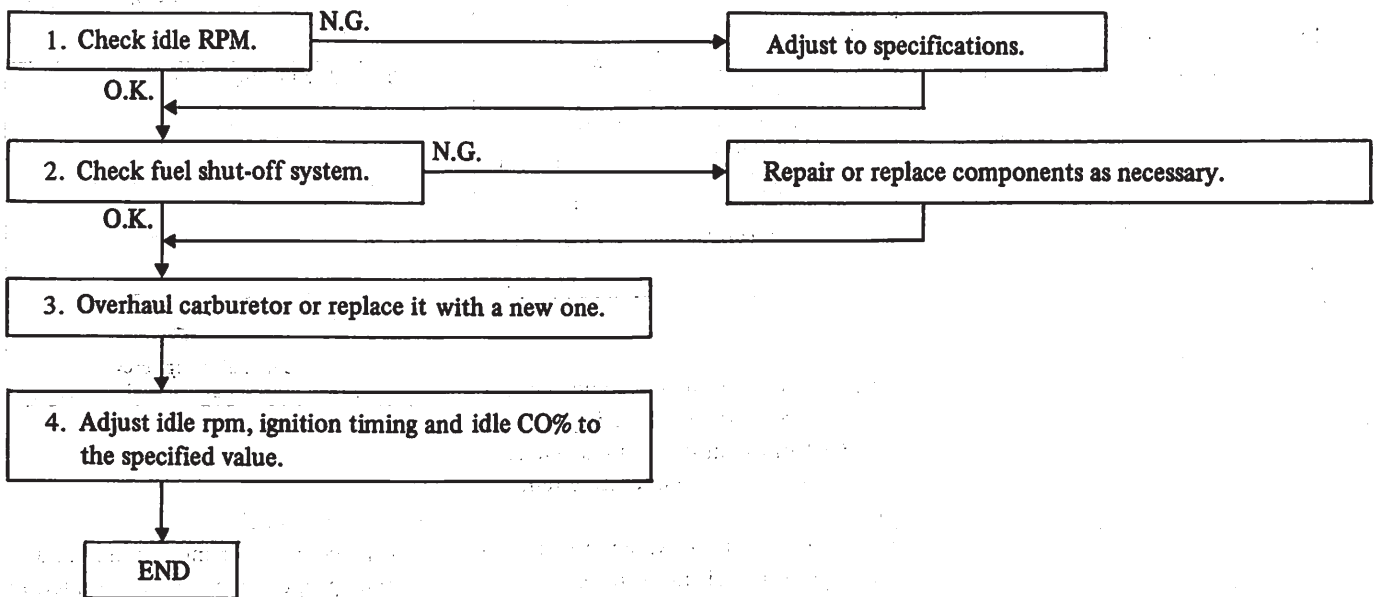 1. Check idle RPM.
N.G.
Adjust to specifications.
O.K.
2. Check fuel shut-off system.
N.G.
Repair or replace components as necessary.
O.K.
3. Overhaul carburetor or replace it with a new one.
4. Adjust idle rpm, ignition timing and idle CO% to
the specified value.
END